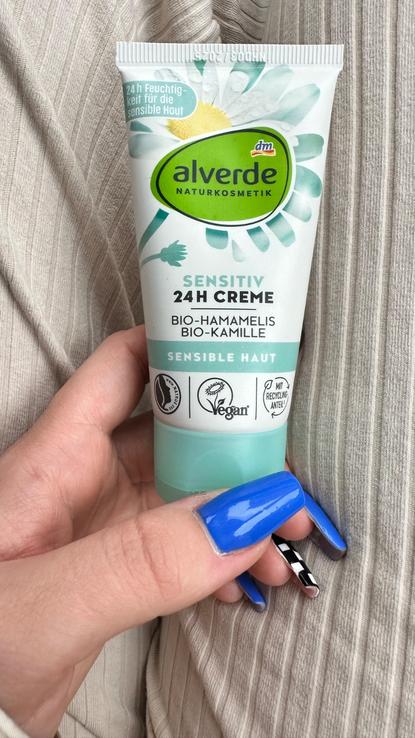 24h Feuchtig-
keit für die
sensible Haut
dm
alverde
NATURKOSMETIK
SENSITIV
24H CREME
BIO-HAMAMELIS
BIO-KAMILLE
SENSIBLE HAUT
Vegan
MIT
RECYCLING
ANTEIL